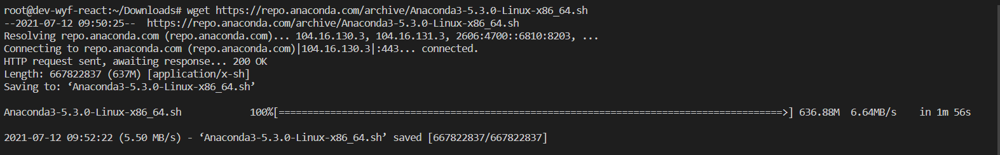 root@dev-wyf-react:~/Downloads# wget https://repo.anaconda.com/archive/Anaconda3-5.3.0-Linux-x86_64.sh
--2021-07-12 09:50:25--  https://repo.anaconda.com/archive/Anaconda3-5.3.0-Linux-x86_64.sh
Resolving repo.anaconda.com (repo.anaconda.com)... 104.16.130.3, 104.16.131.3, 2606:4700::6810:8203, ...
Connecting to repo.anaconda.com (repo.anaconda.com)|104.16.130.3|:443... connected.
HTTP request sent, awaiting response... 200 OK
Length: 667822837 (637M) [application/x-sh]
Saving to: ‘Anaconda3-5.3.0-Linux-x86_64.sh’
Anaconda3-5.3.0-Linux-x86_64.sh            100%[========================================================================================>] 636.88M  6.64MB/s    in 1m 56s
2021-07-12 09:52:22 (5.50 MB/s) - ‘Anaconda3-5.3.0-Linux-x86_64.sh’ saved [667822837/667822837]